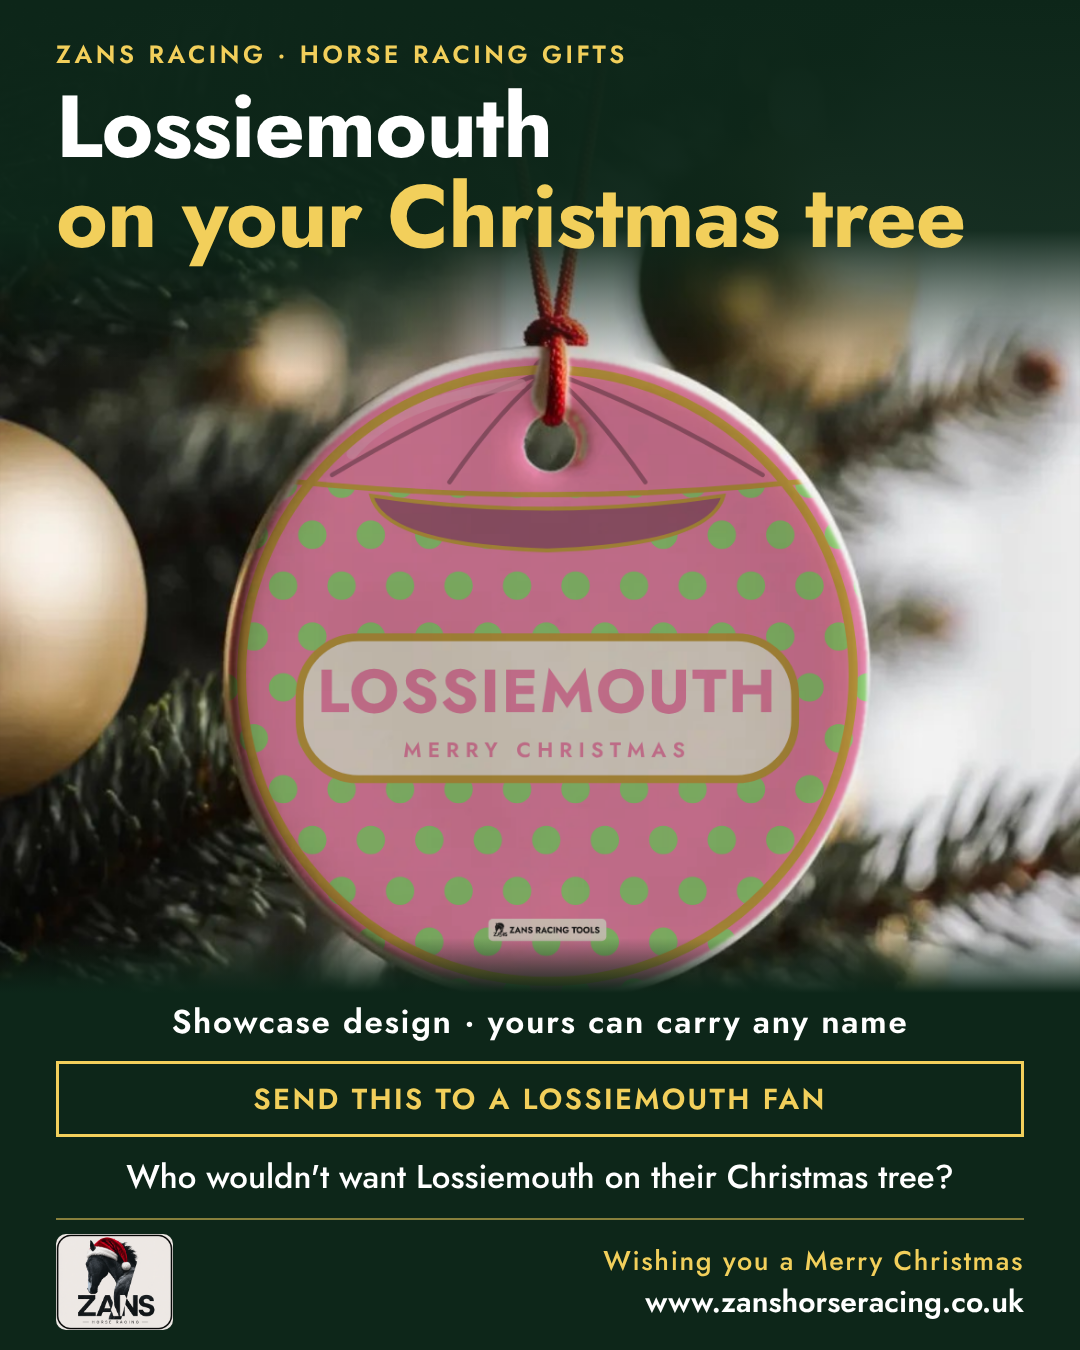 ZANS RACING · HORSE RACING GIFTS
Lossiemouth
on your Christmas tree
LOSSIEMOUTH
MERRY CHRISTMAS
ZANS RACING TOOLS
Showcase design · yours can carry any name
SEND THIS TO A LOSSIEMOUTH FAN
Who wouldn't want Lossiemouth on their Christmas tree?
ZANS
HORSE RACING
Wishing you a Merry Christmas
www.zanshorseracing.co.uk